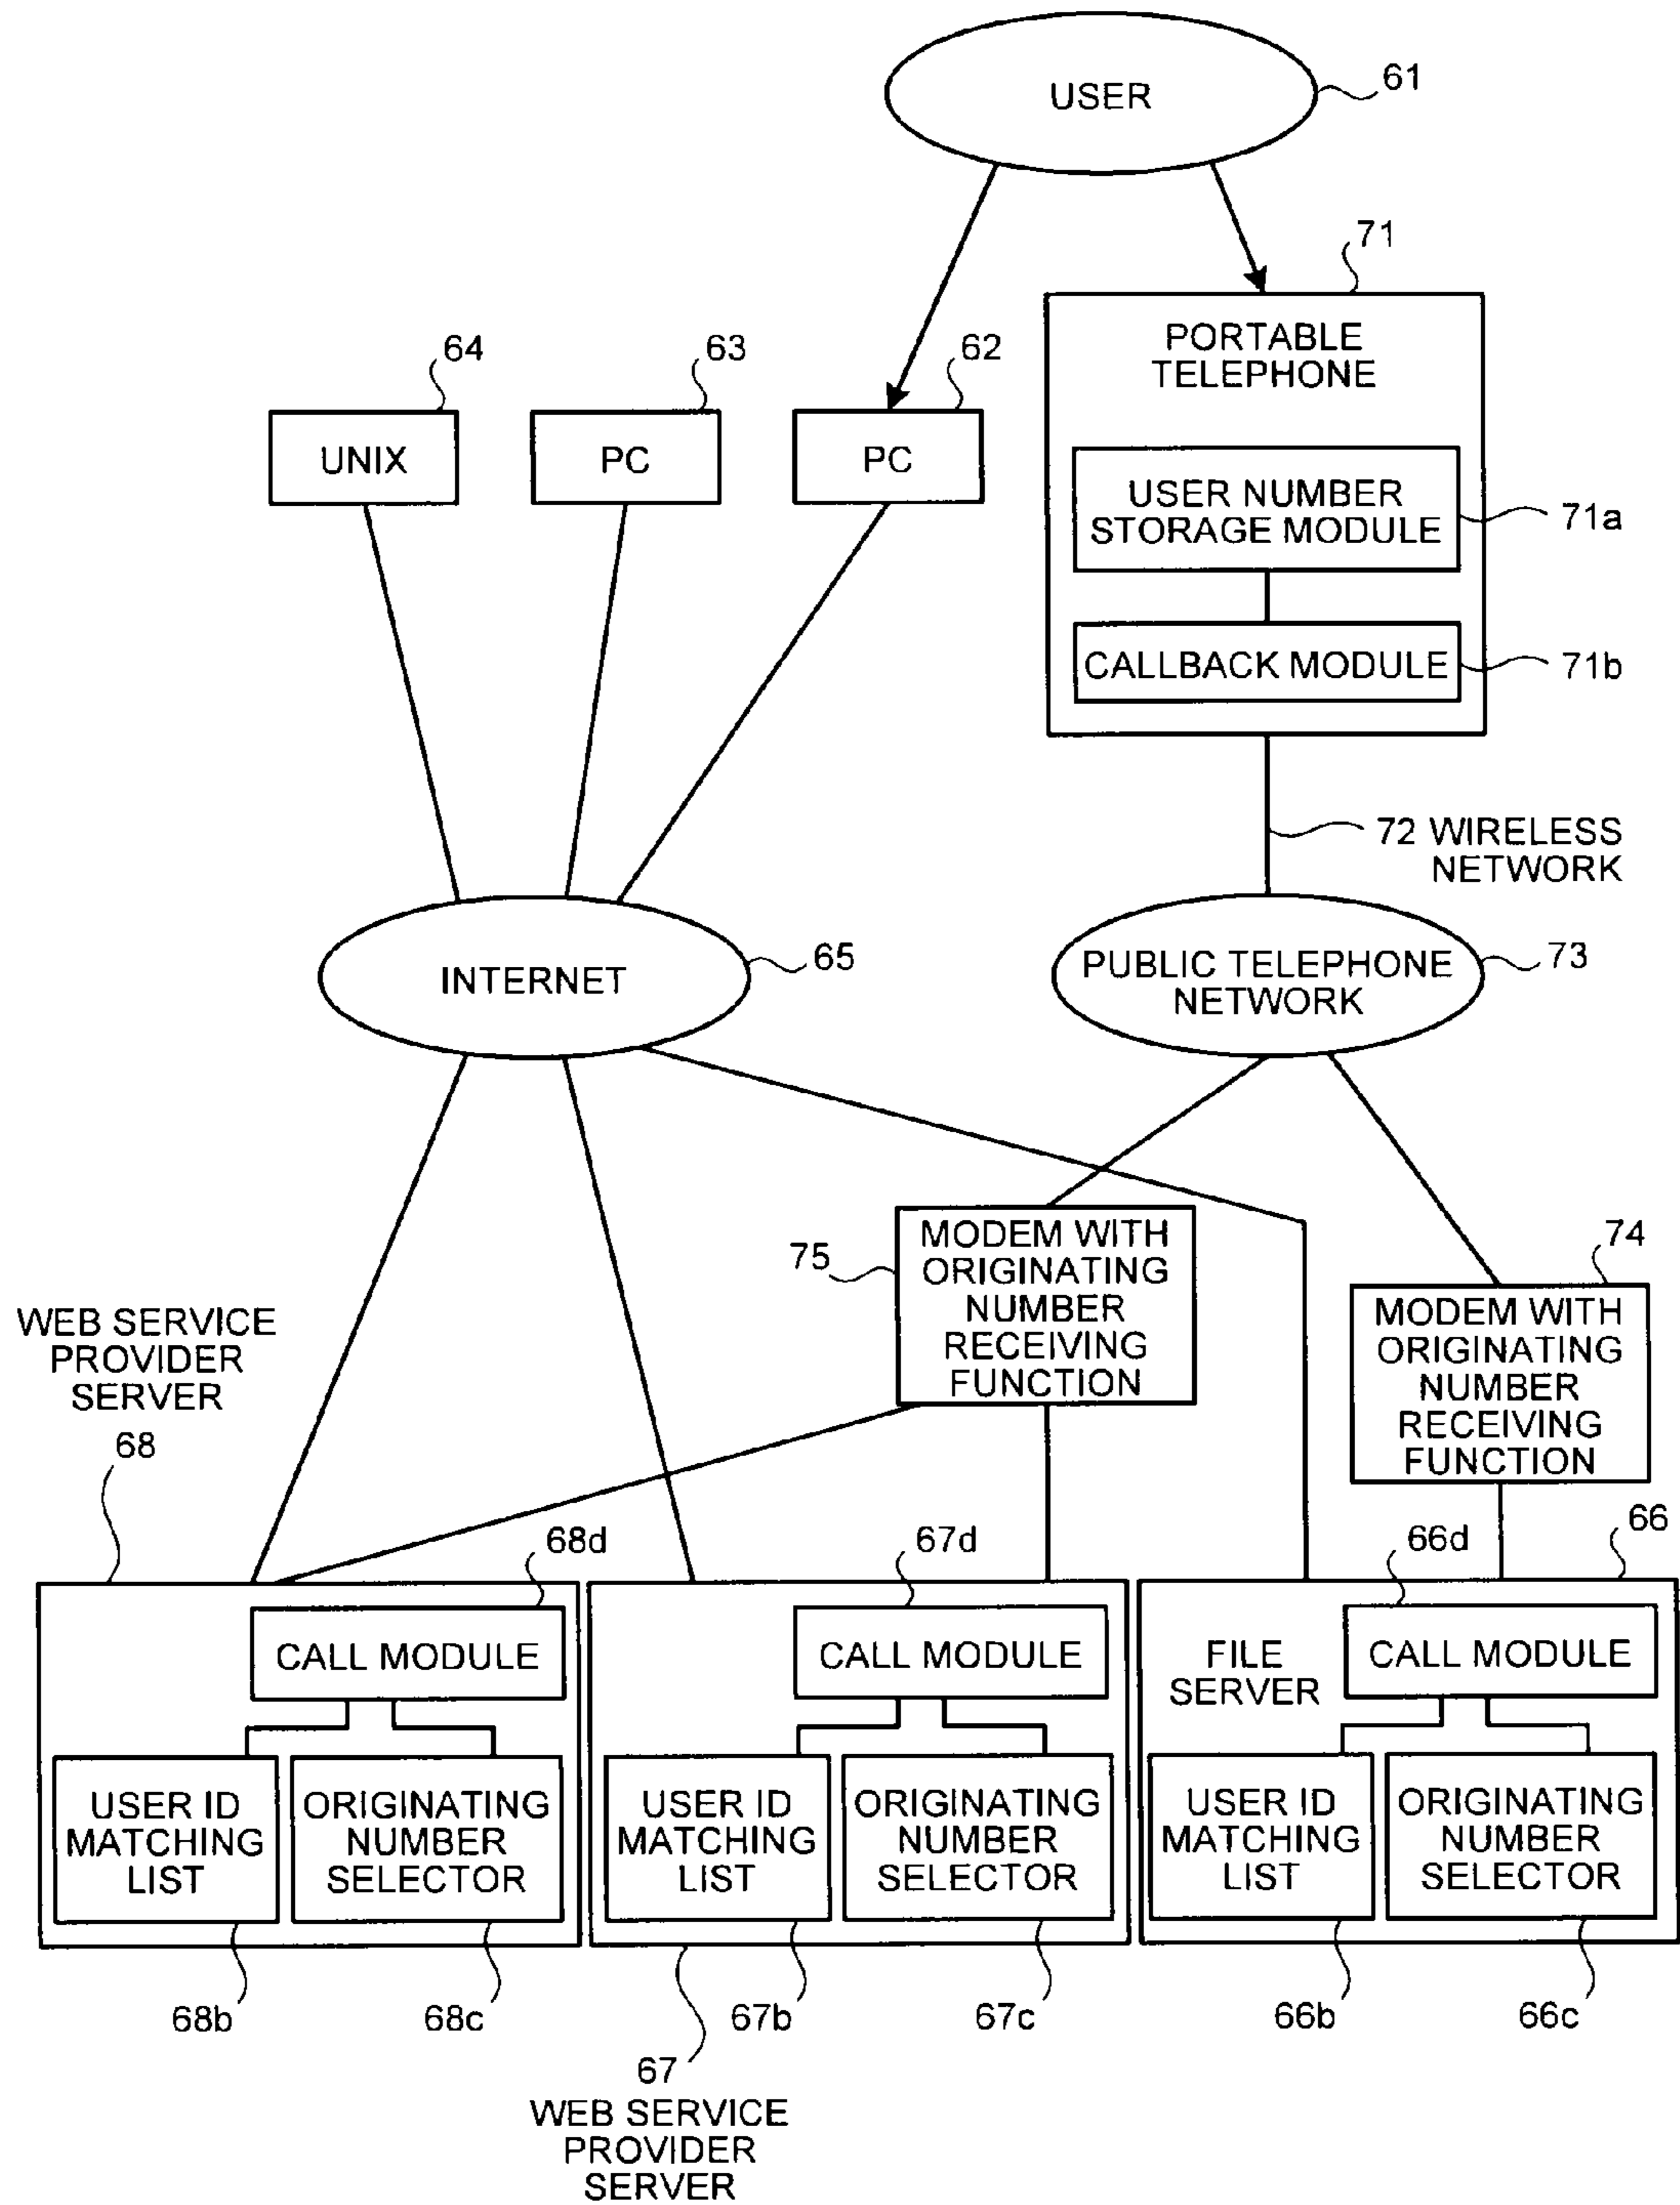 USER
61
71
PORTABLE
TELEPHONE
64
63
62
UNIX
PC
PC
USER NUMBER
STORAGE MODULE
71a
CALLBACK MODULE
71b
72 WIRELESS
NETWORK
INTERNET
65
PUBLIC TELEPHONE
NETWORK
73
75
MODEM WITH
ORIGINATING
NUMBER
RECEIVING
FUNCTION
74
MODEM WITH
ORIGINATING
NUMBER
RECEIVING
FUNCTION
WEB SERVICE
PROVIDER
SERVER
68
68d
67d
66d
66
CALL MODULE
CALL MODULE
FILE
SERVER
CALL MODULE
USER ID
MATCHING
LIST
ORIGINATING
NUMBER
SELECTOR
USER ID
MATCHING
LIST
ORIGINATING
NUMBER
SELECTOR
USER ID
MATCHING
LIST
ORIGINATING
NUMBER
SELECTOR
68b
68c
67b
67c
66b
66c
67
WEB SERVICE
PROVIDER
SERVER